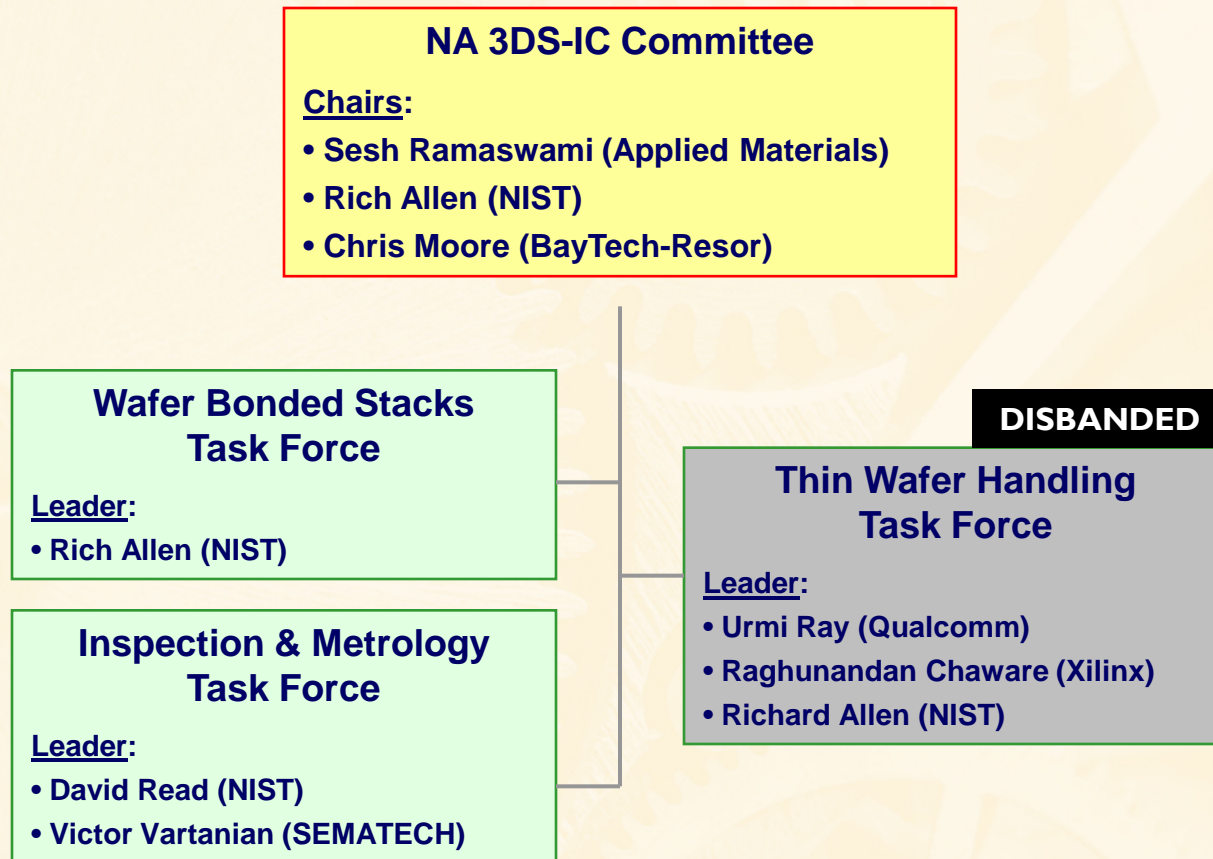 NA 3DS-IC Committee
Chairs:
• Sesh Ramaswami (Applied Materials)
• Rich Allen (NIST)
• Chris Moore (BayTech-Resor)
Wafer Bonded Stacks
Task Force
Leader:
• Rich Allen (NIST)
Inspection & Metrology
Task Force
Leader:
• David Read (NIST)
• Victor Vartanian (SEMATECH)
DISBANDED
Thin Wafer Handling
Task Force
Leader:
• Urmi Ray (Qualcomm)
• Raghunandan Chaware (Xilinx)
• Richard Allen (NIST)